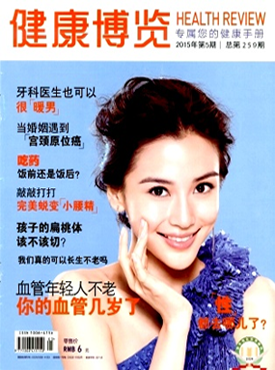 健康博览
HEALTH REVIEW
专属您的健康手册
2015年第5期 | 总第259期
牙科医生也可以
很「暖男」
当婚姻遇到
「宫颈原位癌」
吃药
饭前还是饭后?
敲敲打打
完美蜕变「小腰精」
孩子的扁桃体
该不该切?
我们真的可以长生不老吗
血管年轻人不老
你的血管几岁了
性
零售价
RMB 6 元